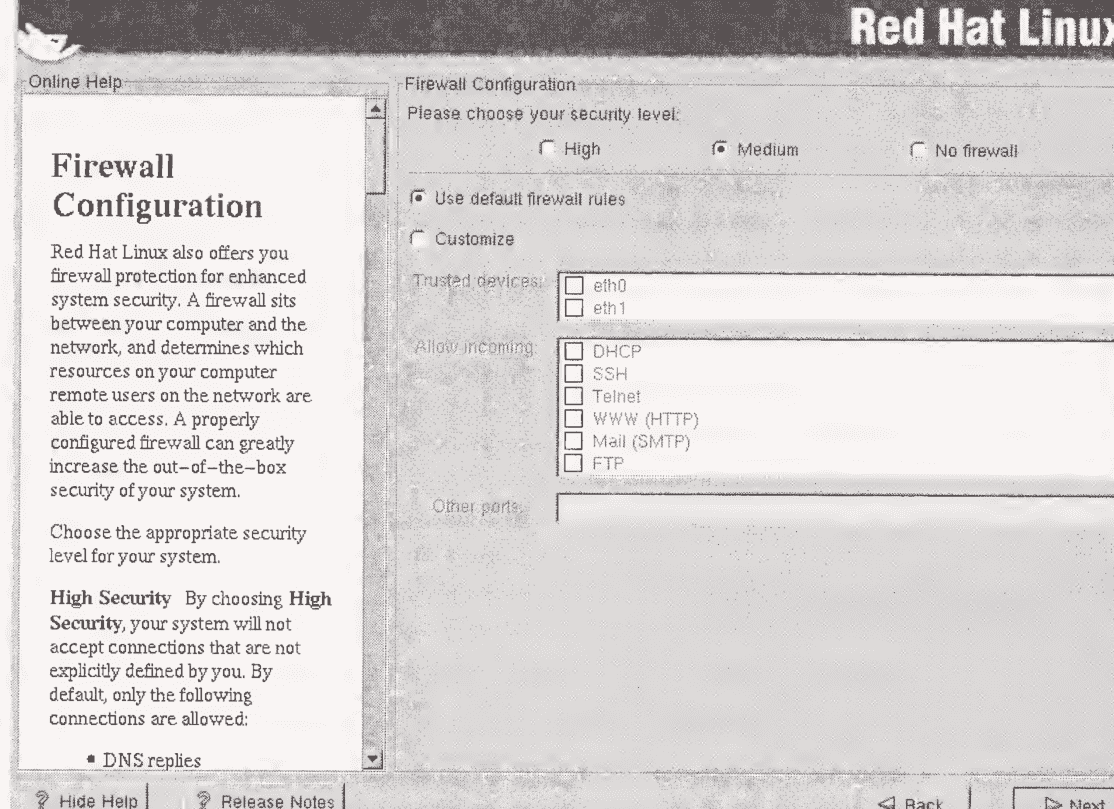 Red Hat Linux
Online Help
Firewall
Configuration
Red Hat Linux also offers you
firewall protection for enhanced
system security. A firewall sits
between your computer and the
network, and determines which
resources on your computer
remote users on the network are
able to access. A properly
configured firewall can greatly
increase the out-of-the-box
security of your system.
Choose the appropriate security
level for your system.
High Security By choosing High
Security, your system will not
accept connections that are not
explicitly defined by you. By
default, only the following
connections are allowed:
• DNS replies
Firewall Configuration
Please choose your security level:
High Medium No firewall
Use default firewall rules
Customize
Trusted devices: eth0
eth1
Allow incoming: DHCP
SSH
Telnet
WWW (HTTP)
Mail (SMTP)
FTP
Other ports:
? Hide Help ? Release Notes Back Next